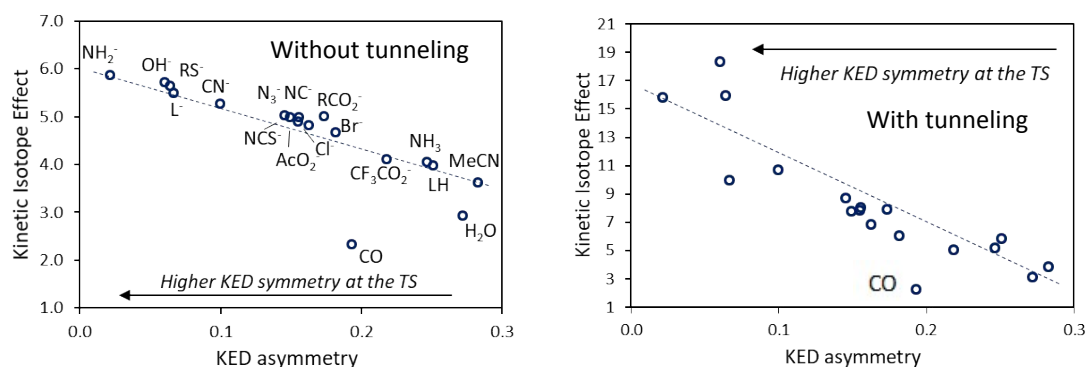 Without tunneling
Kinetic Isotope Effect
7.0
6.0
5.0
4.0
3.0
2.0
1.0
NH₂⁻
OH⁻
RS⁻
L⁻
CN⁻
N₃⁻ NC⁻
RCO₂⁻
NCS⁻
AcO₂⁻
Cl⁻
Br⁻
CF₃CO₂⁻
NH₃
LH
MeCN
H₂O
CO
Higher KED symmetry at the TS
0.0 0.1 0.2 0.3
KED asymmetry
With tunneling
Kinetic Isotope Effect
21
19
17
15
13
11
9
7
5
3
1
Higher KED symmetry at the TS
CO
0.0 0.1 0.2 0.3
KED asymmetry